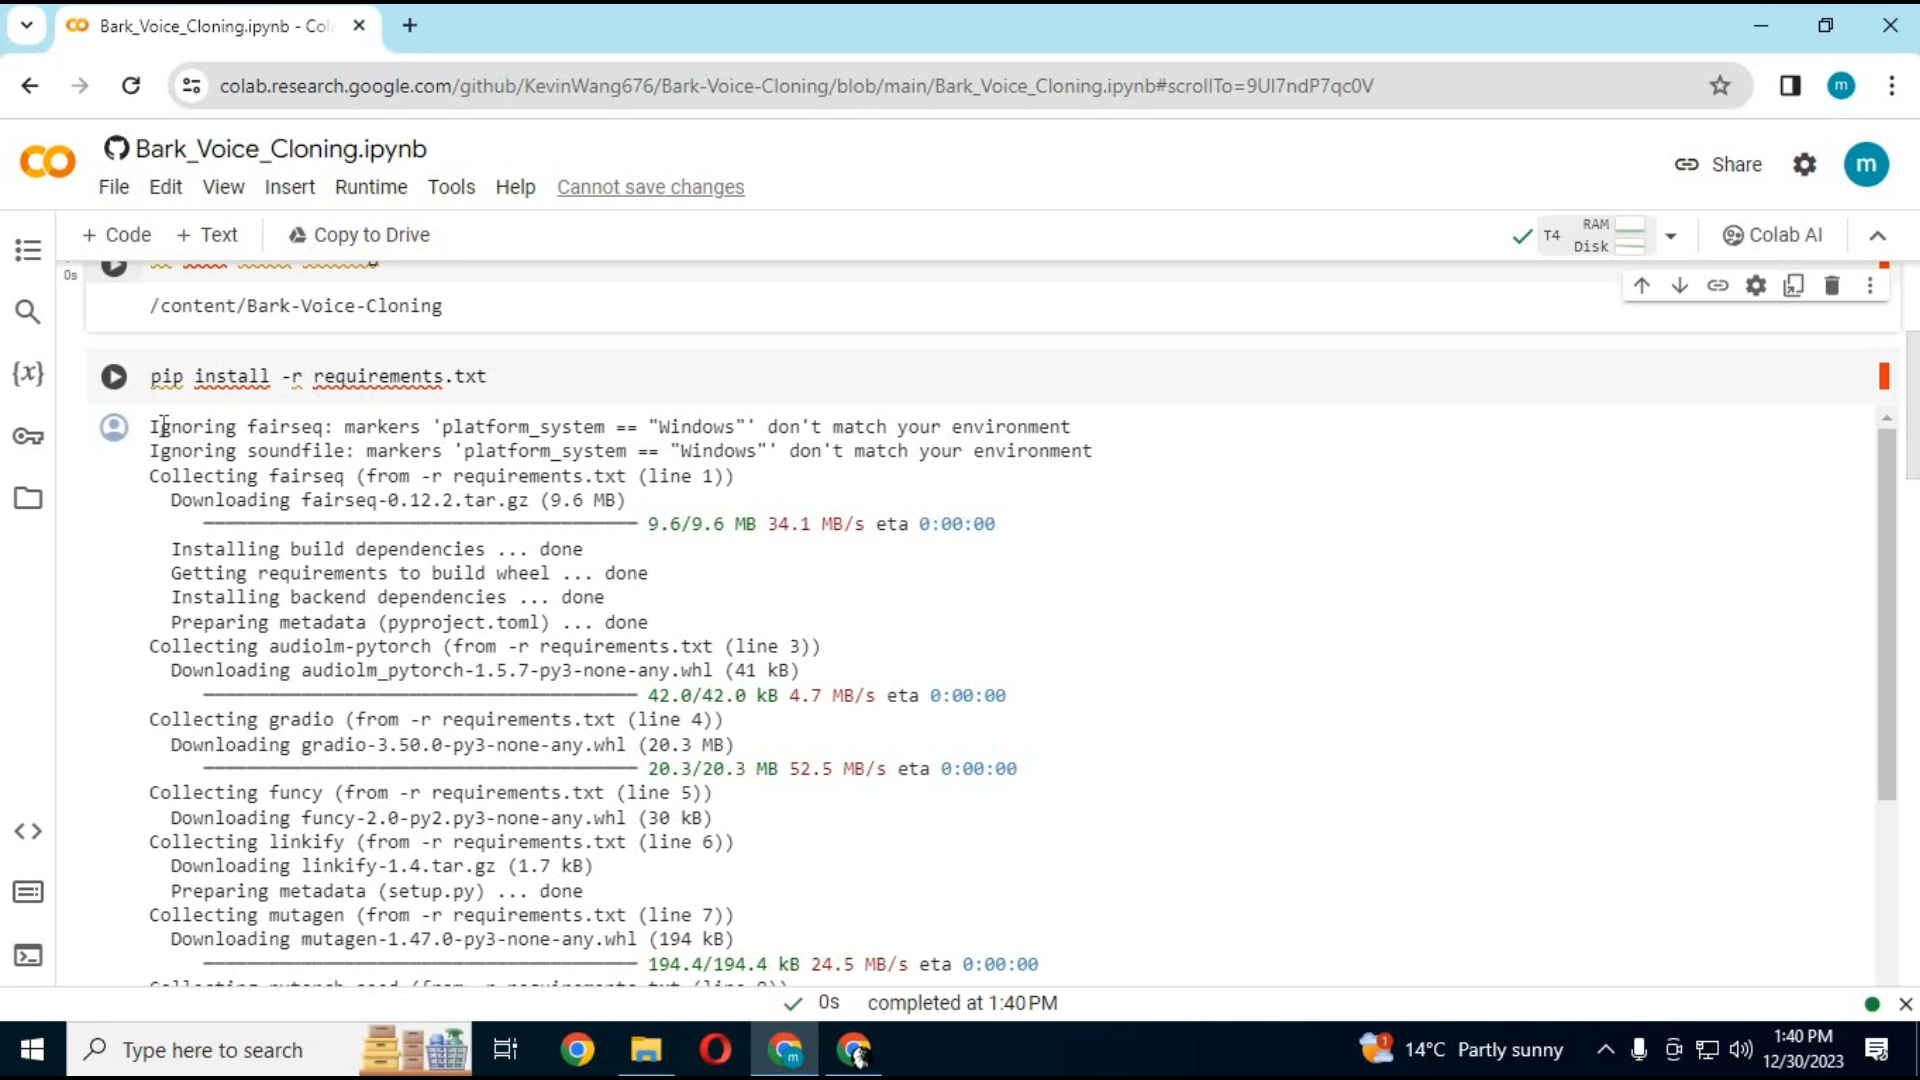 Bark_Voice_Cloning.ipynb - Col
colab.research.google.com/github/KevinWang676/Bark-Voice-Cloning/blob/main/Bark_Voice_Cloning.ipynb#scrollTo=9UI7ndP7qc0V
m
Bark_Voice_Cloning.ipynb
Share
m
File Edit View Insert Runtime Tools Help Cannot save changes
+ Code + Text Copy to Drive
T4 RAM
Disk
Colab AI
0s
/content/Bark-Voice-Cloning
pip install -r requirements.txt
{x}
Ignoring fairseq: markers 'platform_system == "Windows"' don't match your environment
Ignoring soundfile: markers 'platform_system == "Windows"' don't match your environment
Collecting fairseq (from -r requirements.txt (line 1))
Downloading fairseq-0.12.2.tar.gz (9.6 MB)
9.6/9.6 MB 34.1 MB/s eta 0:00:00
Installing build dependencies ... done
Getting requirements to build wheel ... done
Installing backend dependencies ... done
Preparing metadata (pyproject.toml) ... done
Collecting audiolm-pytorch (from -r requirements.txt (line 3))
Downloading audiolm_pytorch-1.5.7-py3-none-any.whl (41 kB)
42.0/42.0 kB 4.7 MB/s eta 0:00:00
Collecting gradio (from -r requirements.txt (line 4))
Downloading gradio-3.50.0-py3-none-any.whl (20.3 MB)
20.3/20.3 MB 52.5 MB/s eta 0:00:00
Collecting funcy (from -r requirements.txt (line 5))
Downloading funcy-2.0-py2.py3-none-any.whl (30 kB)
Collecting linkify (from -r requirements.txt (line 6))
Downloading linkify-1.4.tar.gz (1.7 kB)
Preparing metadata (setup.py) ... done
Collecting mutagen (from -r requirements.txt (line 7))
Downloading mutagen-1.47.0-py3-none-any.whl (194 kB)
194.4/194.4 kB 24.5 MB/s eta 0:00:00
0s completed at 1:40 PM
Type here to search
m
1
14°C Partly sunny
1:40 PM
12/30/2023